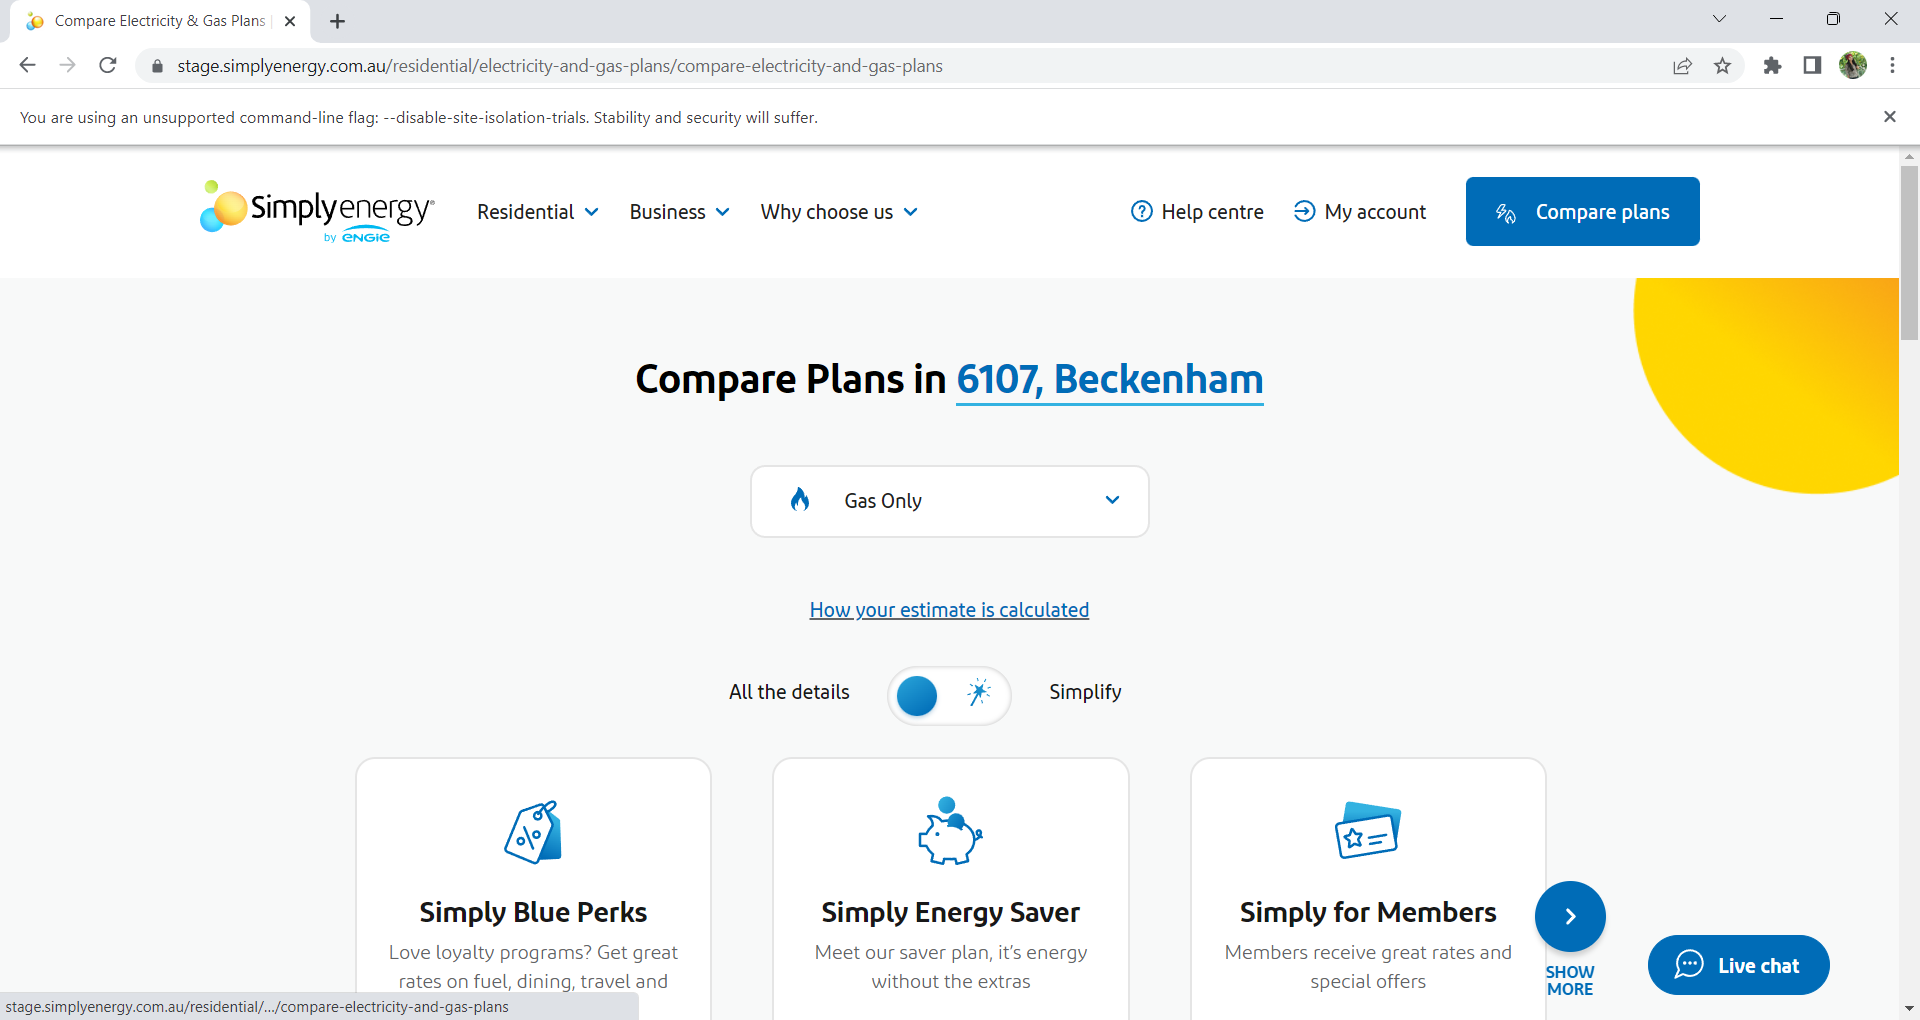 Compare Electricity & Gas Plans |
stage.simplyenergy.com.au/residential/electricity-and-gas-plans/compare-electricity-and-gas-plans
You are using an unsupported command-line flag: --disable-site-isolation-trials. Stability and security will suffer.
Simplyenergy®
by ENGIE
Residential
Business
Why choose us
Help centre
My account
Compare plans
Compare Plans in 6107, Beckenham
Gas Only
How your estimate is calculated
All the details
Simplify
Simply Blue Perks
Love loyalty programs? Get great
rates on fuel, dining, travel and
Simply Energy Saver
Meet our saver plan, it’s energy
without the extras
Simply for Members
Members receive great rates and
special offers
SHOW
MORE
Live chat
stage.simplyenergy.com.au/residential/.../compare-electricity-and-gas-plans